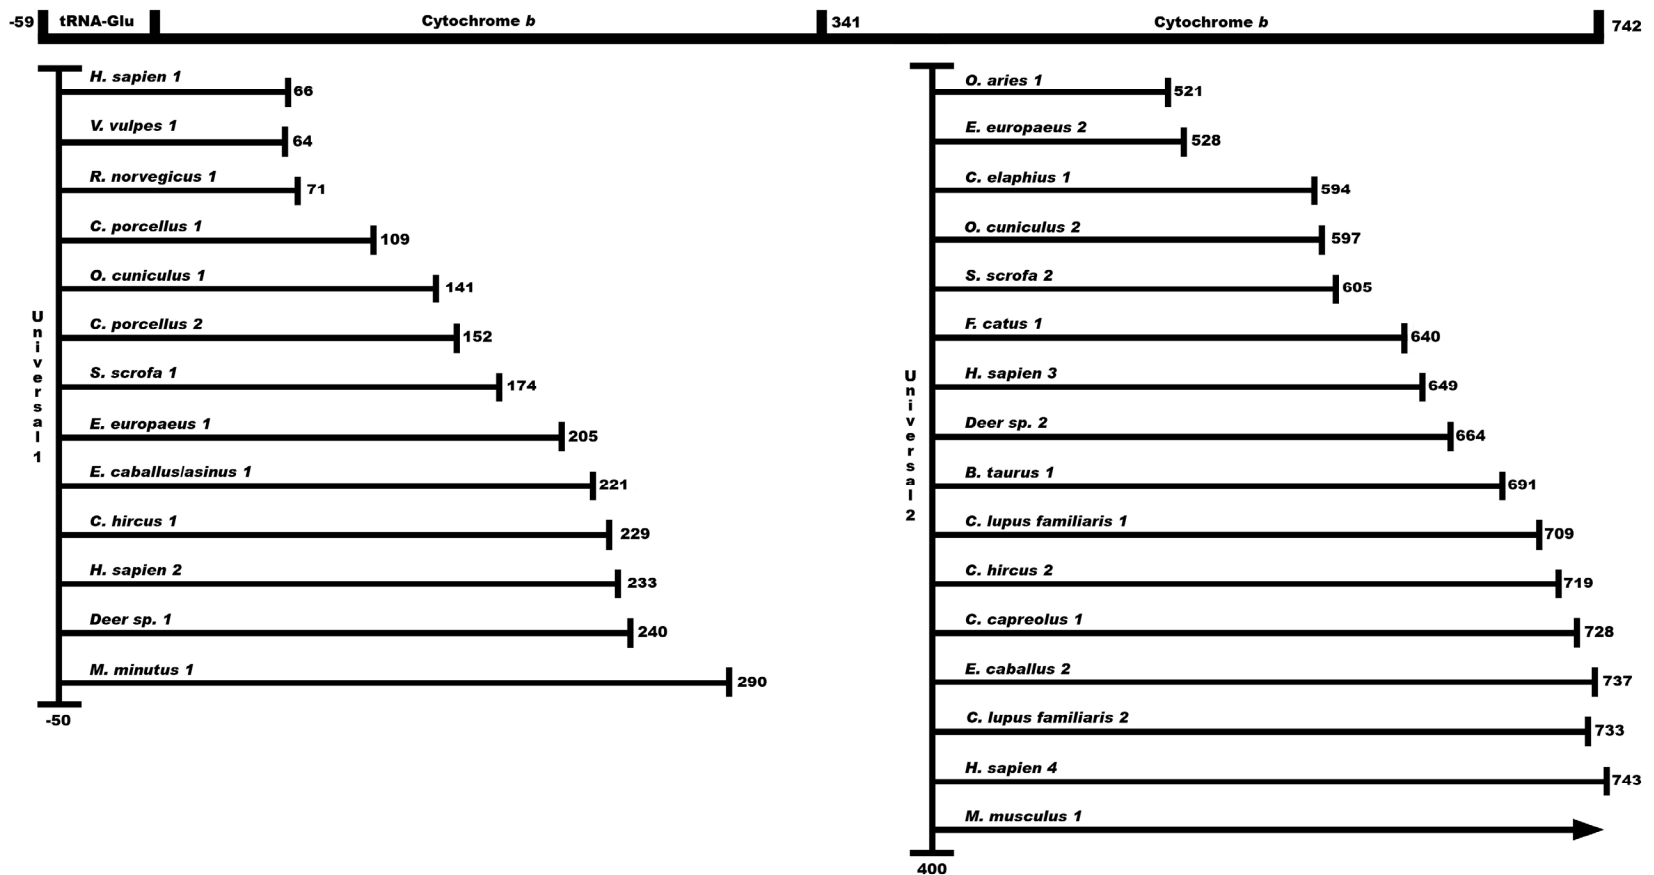 -59 tRNA-Glu Cytochrome b 341 Cytochrome b 742
H. sapien 1
66
V. vulpes 1
64
R. norvegicus 1
71
C. porcellus 1
109
O. cuniculus 1
141
C. porcellus 2
152
S. scrofa 1
174
E. europaeus 1
205
E. caballus/asinus 1
221
C. hircus 1
229
H. sapien 2
233
Deer sp. 1
240
M. minutus 1
290
Universal 1
-50
O. aries 1
521
E. europaeus 2
528
C. elaphius 1
594
O. cuniculus 2
597
S. scrofa 2
605
F. catus 1
640
H. sapien 3
649
Deer sp. 2
664
B. taurus 1
691
C. lupus familiaris 1
709
C. hircus 2
719
C. capreolus 1
728
E. caballus 2
737
C. lupus familiaris 2
733
H. sapien 4
743
M. musculus 1
Universal 2
400